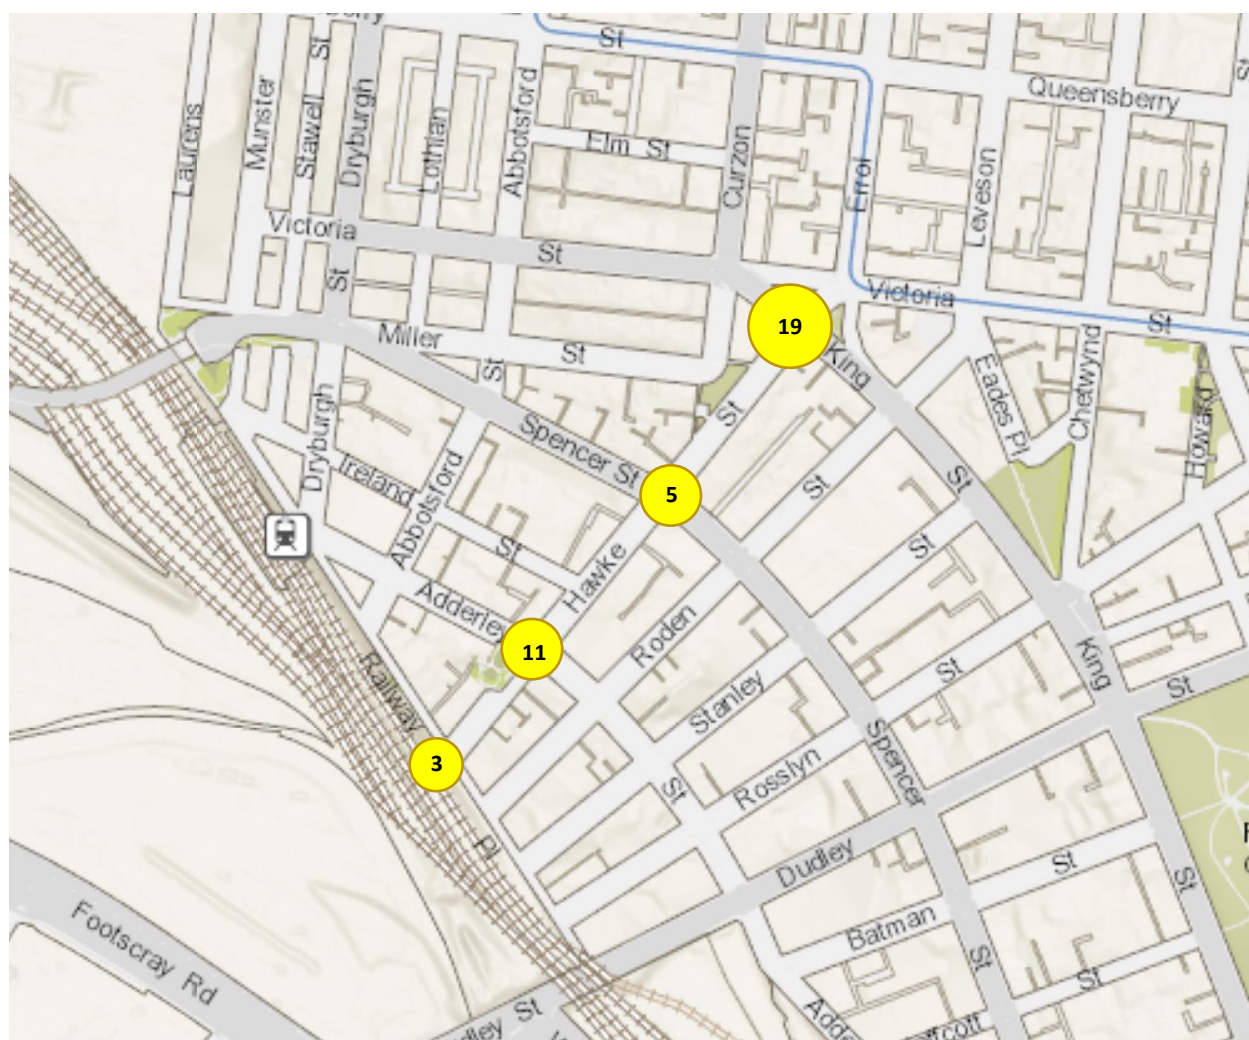 St
Queensberry
St
Laurens
Munster
Stawell
Dryburgh
Lothian
Abbotsford
Elm St
Curzon
Errol
Leveson
Victoria
St
St
Victoria
St
Miller
St
St
19
King
Eades Pl
Chetwynd
Howard
Dryburgh
Ireland
Abbotsford
St
Spencer St
St
5
St
St
St
Hawke
Adderley
11
Roden
Stanley
St
King
St
Railway
3
Rosslyn
Spencer
St
Pl
Dudley
St
St
Batman
St
St
Footscray Rd
St